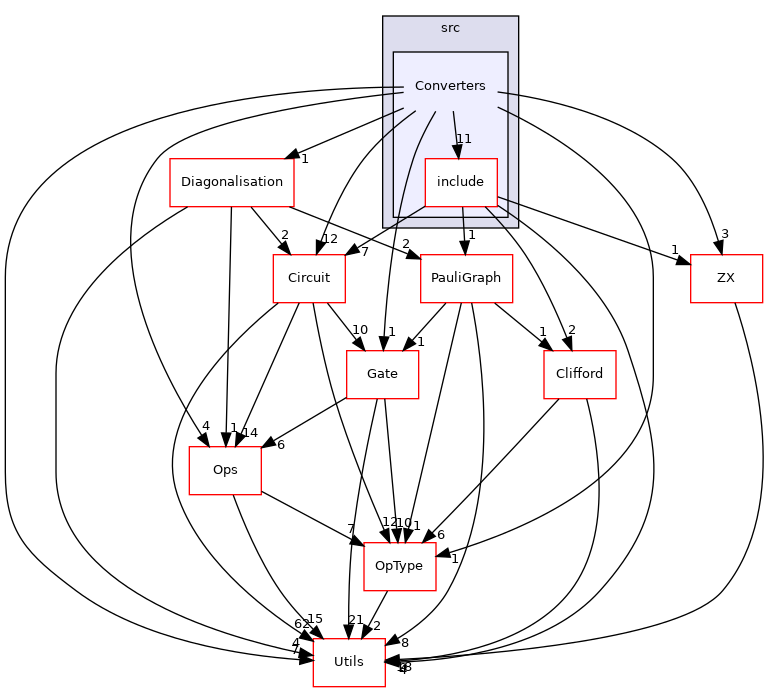 src
Converters
11
1
Diagonalisation
include
2
12
7
2
1
1
3
Circuit
PauliGraph
ZX
10
1
1
1
2
Gate
Clifford
4
1
14
6
Ops
7
12
10
1
6
1
OpType
62
15
21
2
8
4
7
Utils